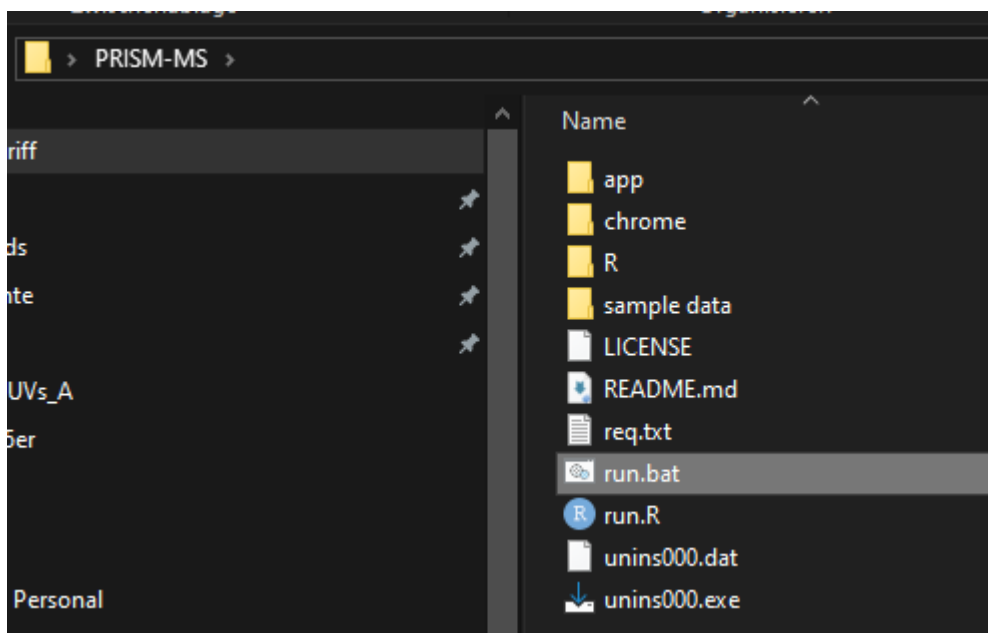 PRISM-MS
riff
ds
nte
UVs_A
5er
Personal
Name
app
chrome
R
sample data
LICENSE
README.md
req.txt
run.bat
run.R
unins000.dat
unins000.exe